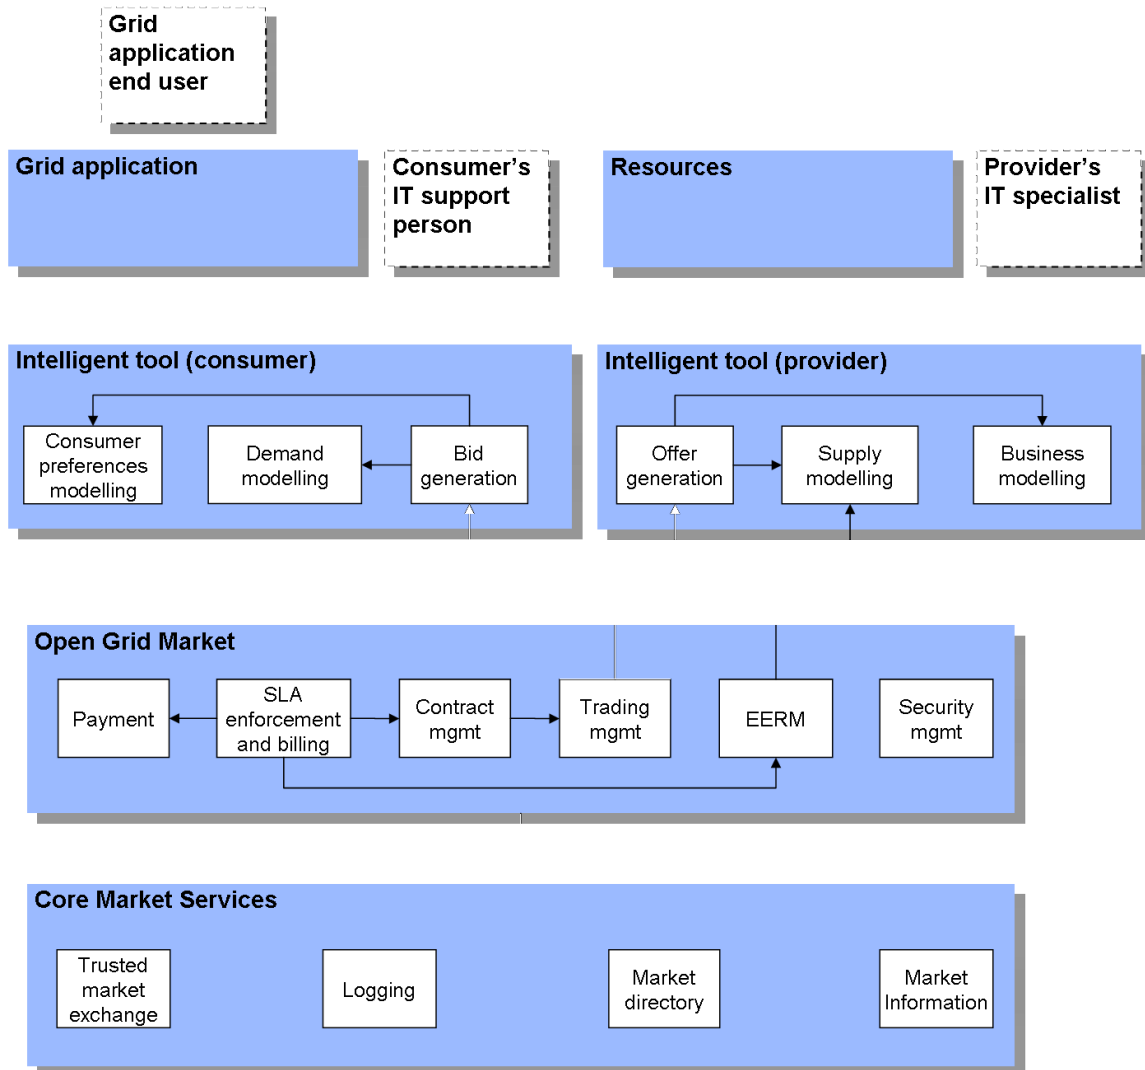 Grid
application
end user
Grid application
Consumer's
IT support
person
Resources
Provider's
IT specialist
Intelligent tool (consumer)
Consumer
preferences
modelling
Demand
modelling
Bid
generation
Intelligent tool (provider)
Offer
generation
Supply
modelling
Business
modelling
Open Grid Market
Payment
SLA
enforcement
and billing
Contract
mgmt
Trading
mgmt
EERM
Security
mgmt
Core Market Services
Trusted
market
exchange
Logging
Market
directory
Market
Information